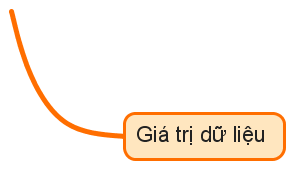 Giá trị dữ liệu